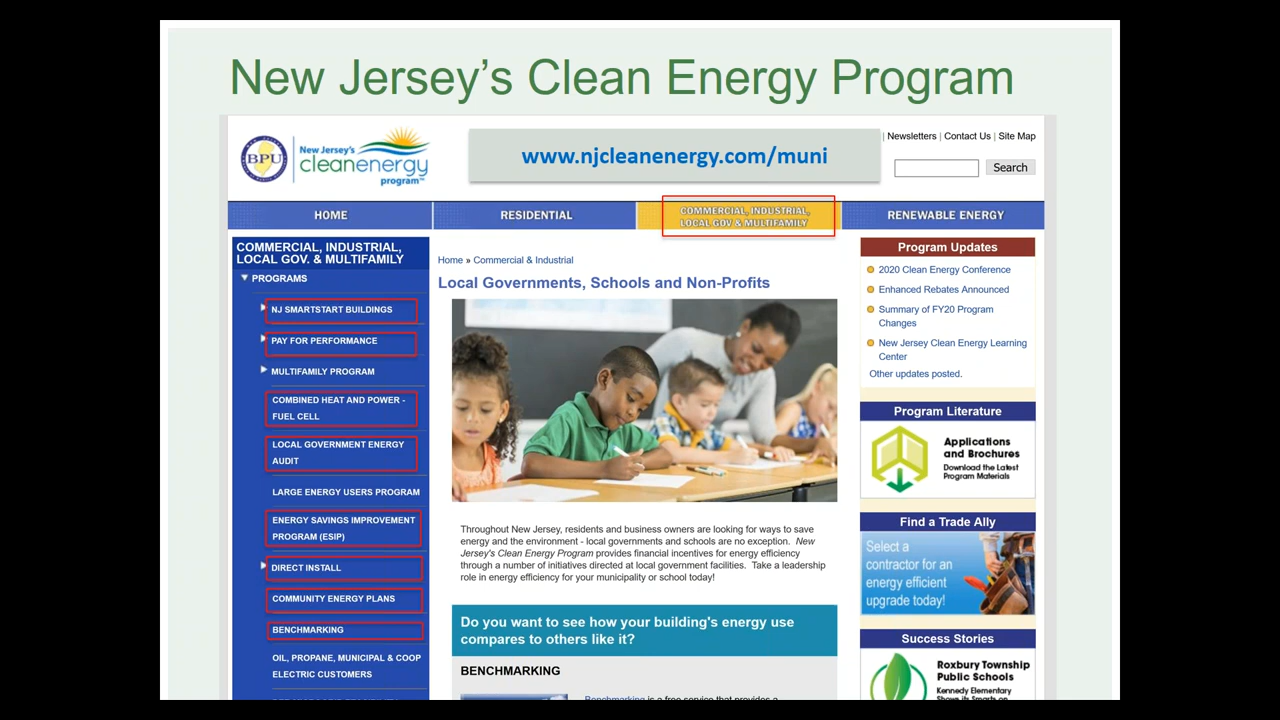 New Jersey’s Clean Energy Program
BPU
New Jersey's
cleanenergy
program™
www.njcleanenergy.com/muni
| Newsletters | Contact Us | Site Map
Search
HOME
RESIDENTIAL
COMMERCIAL, INDUSTRIAL,
LOCAL GOV & MULTIFAMILY
RENEWABLE ENERGY
COMMERCIAL, INDUSTRIAL,
LOCAL GOV. & MULTIFAMILY
PROGRAMS
NJ SMARTSTART BUILDINGS
PAY FOR PERFORMANCE
MULTIFAMILY PROGRAM
COMBINED HEAT AND POWER -
FUEL CELL
LOCAL GOVERNMENT ENERGY
AUDIT
LARGE ENERGY USERS PROGRAM
ENERGY SAVINGS IMPROVEMENT
PROGRAM (ESIP)
DIRECT INSTALL
COMMUNITY ENERGY PLANS
BENCHMARKING
OIL, PROPANE, MUNICIPAL & COOP
ELECTRIC CUSTOMERS
Home » Commercial & Industrial
Local Governments, Schools and Non-Profits
Throughout New Jersey, residents and business owners are looking for ways to save
energy and the environment - local governments and schools are no exception. New
Jersey's Clean Energy Program provides financial incentives for energy efficiency
through a number of initiatives directed at local government facilities. Take a leadership
role in energy efficiency for your municipality or school today!
Do you want to see how your building's energy use
compares to others like it?
BENCHMARKING
Benchmarking is a free service that provides a
Program Updates
2020 Clean Energy Conference
Enhanced Rebates Announced
Summary of FY20 Program
Changes
New Jersey Clean Energy Learning
Center
Other updates posted.
Program Literature
Applications
and Brochures
Download the Latest
Program Materials
Find a Trade Ally
Select a
contractor for an
energy efficient
upgrade today!
Success Stories
Roxbury Township
Public Schools
Kennedy Elementary